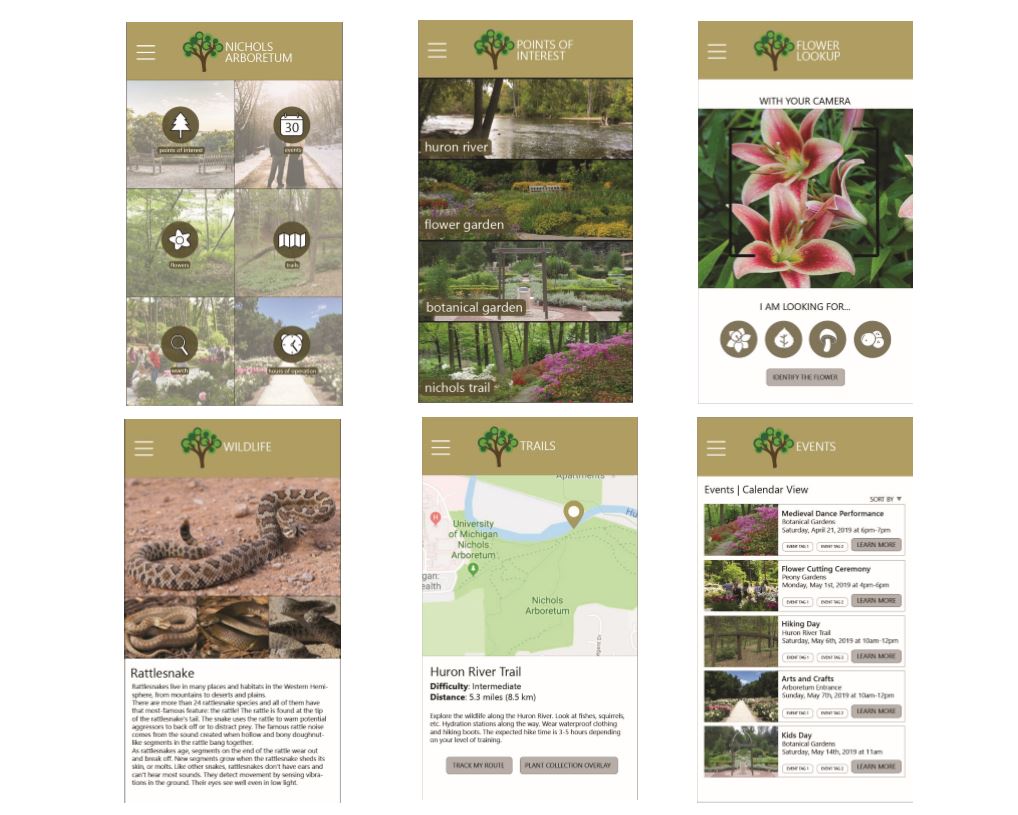 NICHOLS
ARBORETUM
30
points of interest
events
flowers
trails
search
hours of operation
POINTS OF
INTEREST
huron river
flower garden
botanical garden
nichols trail
FLOWER
LOOKUP
WITH YOUR CAMERA
I AM LOOKING FOR...
IDENTIFY THE FLOWER
WILDLIFE
Rattlesnake
Rattlesnakes live in many places and habitats in the Western Hemi-
sphere, from mountains to deserts and plains.
There are more than 24 rattlesnake species and all of them have
that most-famous feature: the rattle! The rattle is found at the tip
of the rattlesnake's tail. The snake uses the rattle to warn potential
aggressors to back off or to distract prey. The famous rattle noise
comes from the sound created when hollow and bony doughnut-
like segments in the rattle bang together.
As rattlesnakes age, segments on the end of the rattle wear out
and break off. New segments grow when the rattlesnake sheds its
skin, or molts. Like other snakes, rattlesnakes don't have ears and
can't hear most sounds. They detect movement by sensing vibra-
tions in the ground. Their eyes see well even in low light.
TRAILS
Apartments
Hu
H
University
of Michigan
Nichols
Arboretum
gan:
ealth
Nichols
Arboretum
Huron River Trail
Difficulty: Intermediate
Distance: 5.3 miles (8.5 km)
Explore the wildlife along the Huron River. Look at fishes, squirrels,
etc. Hydration stations along the way. Wear waterproof clothing
and hiking boots. The expected hike time is 3-5 hours depending
on your level of training.
TRACK MY ROUTE
PLANT COLLECTION OVERLAY
EVENTS
Events | Calendar View
SORT BY
Medieval Dance Performance
Botanical Gardens
Saturday, April 21, 2019 at 6pm-7pm
EVENT TAG 1 EVENT TAG 2 LEARN MORE
Flower Cutting Ceremony
Peony Gardens
Monday, May 1st, 2019 at 4pm-6pm
EVENT TAG 1 EVENT TAG 2 LEARN MORE
Hiking Day
Huron River Trail
Saturday, May 6th, 2019 at 10am-12pm
EVENT TAG 1 EVENT TAG 2 LEARN MORE
Arts and Crafts
Arboretum Entrance
Sunday, May 7th, 2019 at 10am-12pm
EVENT TAG 1 EVENT TAG 2 LEARN MORE
Kids Day
Botanical Gardens
Saturday, May 14th, 2019 at 11am
EVENT TAG 1 EVENT TAG 2 LEARN MORE